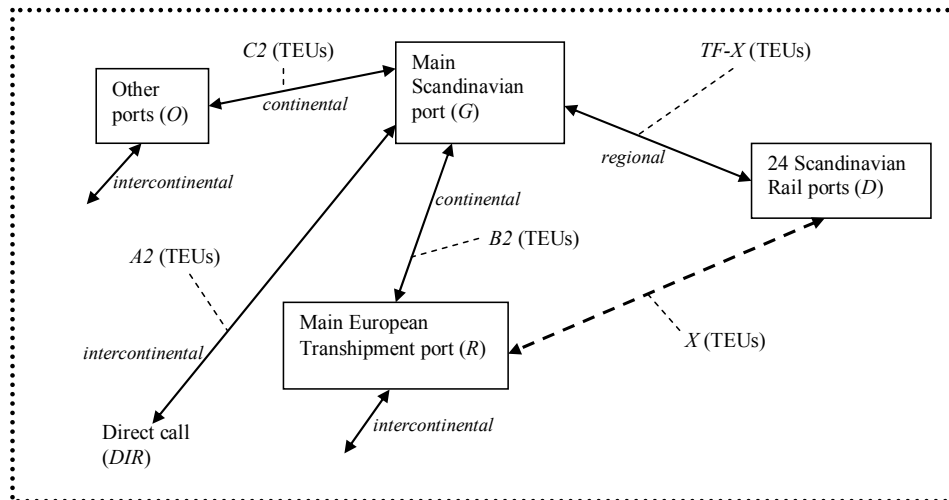 C2 (TEUs)
Other
ports (O)
continental
Main
Scandinavian
port (G)
TF-X (TEUs)
regional
24 Scandinavian
Rail ports (D)
intercontinental
continental
A2 (TEUs)
B2 (TEUs)
Main European
Transhipment port (R)
X (TEUs)
intercontinental
Direct call
(DIR)
intercontinental